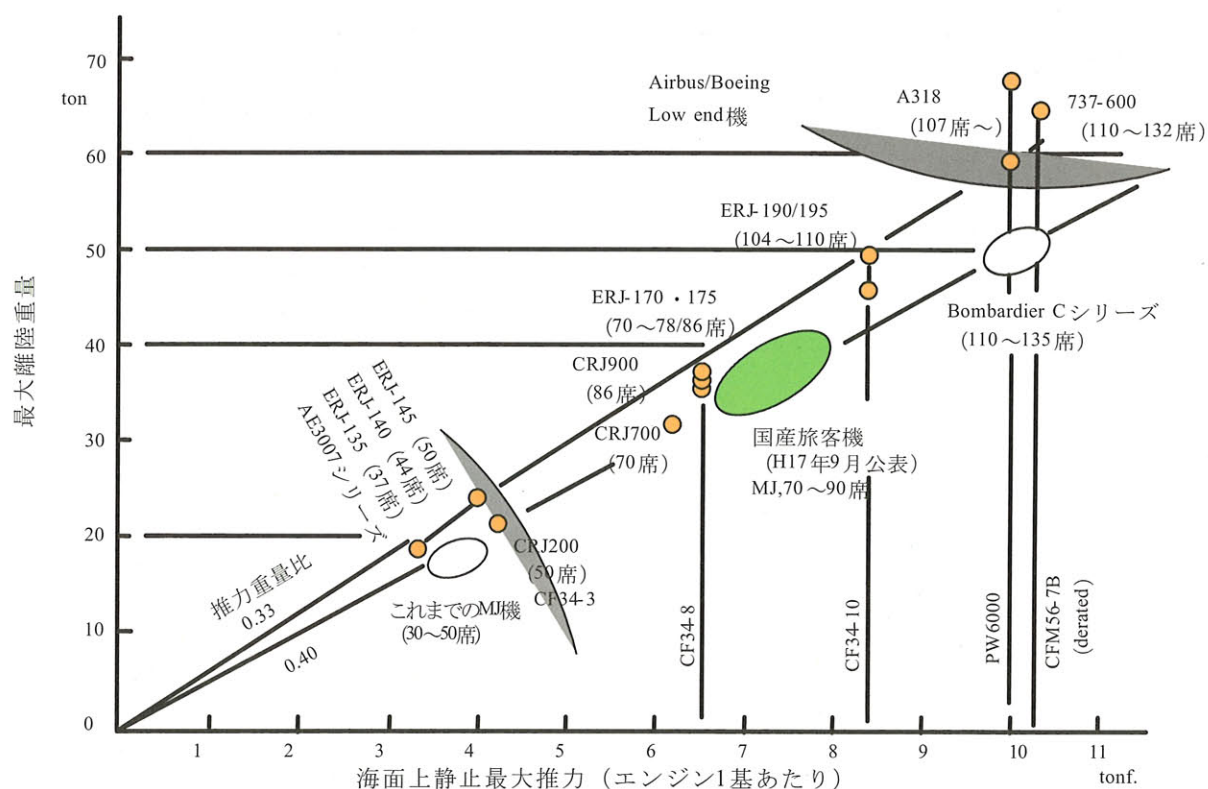 70
ton
60
50
40
30
20
10
0
最大離陸重量
Airbus/Boeing
Low end機
A318
(107席～)
737-600
(110～132席)
ERJ-190/195
(104～110席)
ERJ-170・175
(70～78/86席)
CRJ900
(86席)
CRJ700
(70席)
Bombardier Cシリーズ
(110～135席)
国産旅客機
(H17年9月公表)
MJ,70～90席
ERJ-145 (50席)
ERJ-140 (44席)
ERJ-135 (37席)
AE3007シリーズ
CRJ200
(50席)
CF34-3
これまでのMJ機
(30～50席)
推力重量比
0.33
0.40
CF34-8
CF34-10
PW6000
CFM56-7B
(derated)
1
2
3
4
5
6
7
8
9
10
11
海面上静止最大推力（エンジン1基あたり）
tonf.